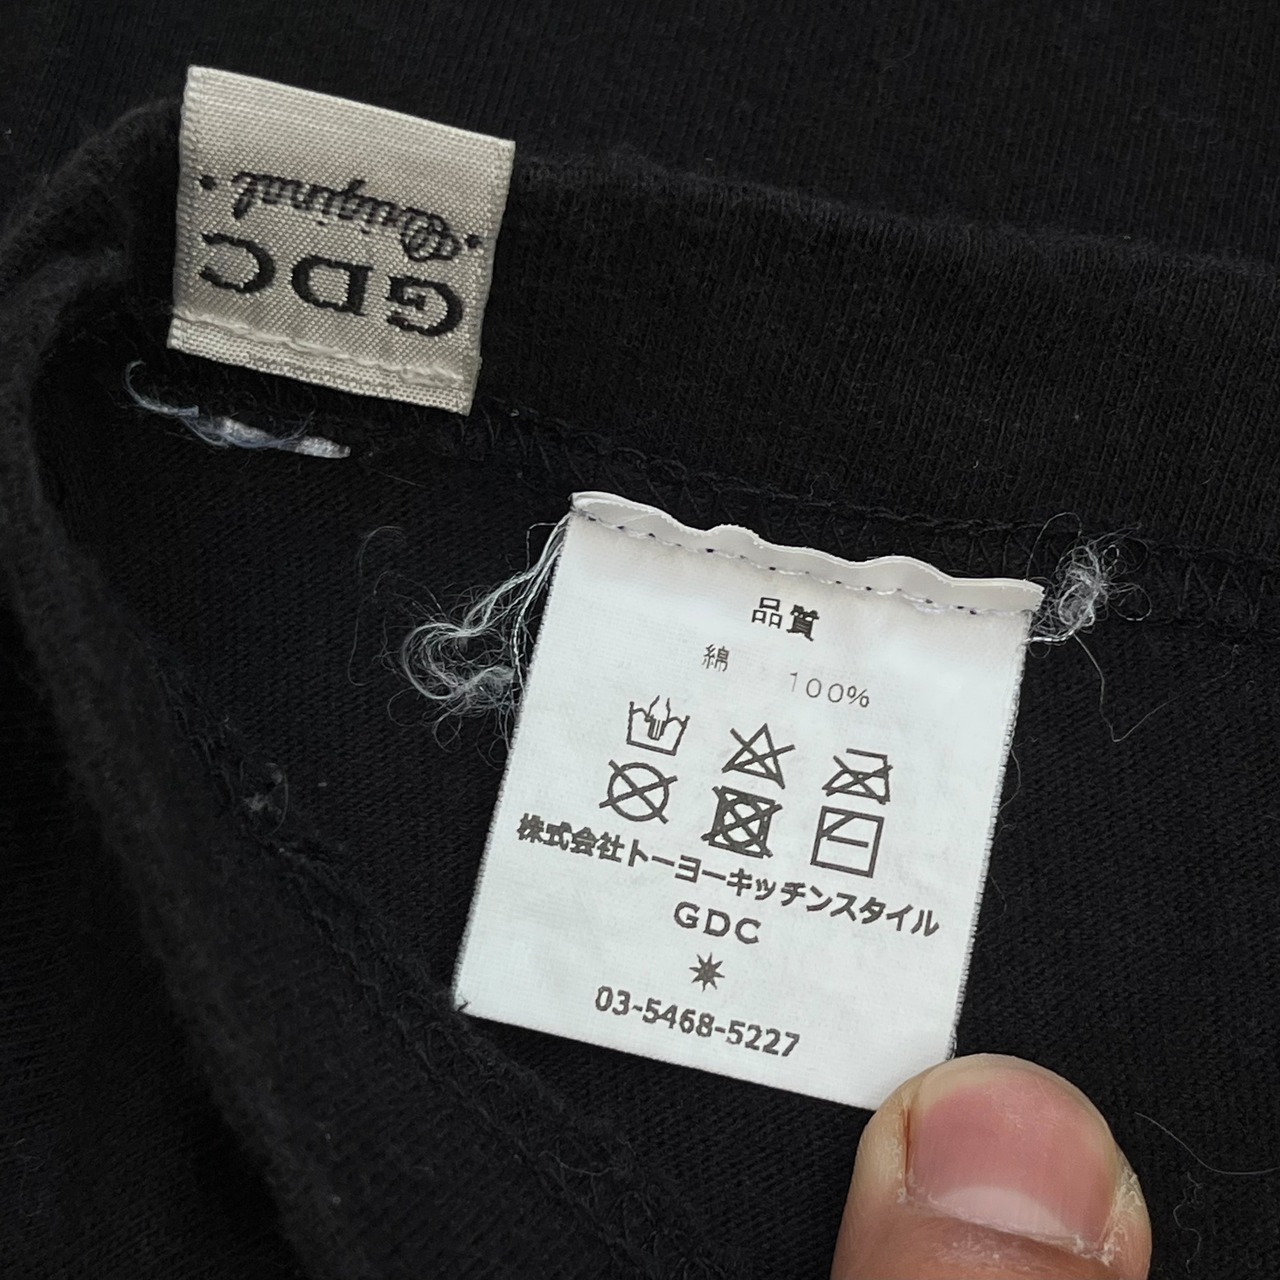 GDC
• Original •
品質
綿 100%
株式会社トーヨーキッチンスタイル
GDC
03-5468-5227